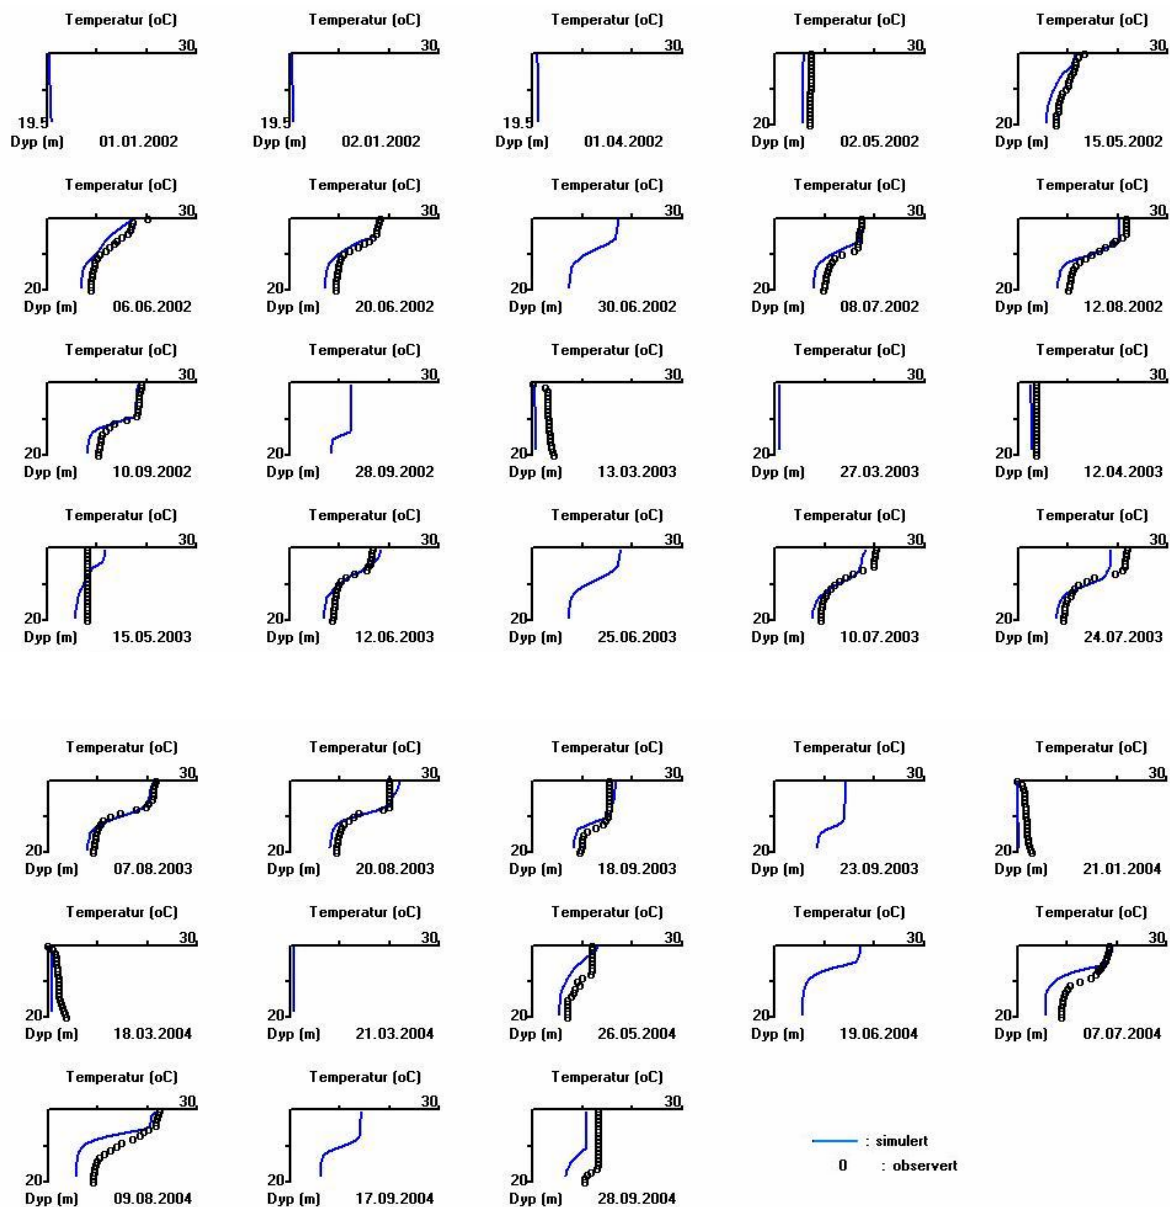 Temperatur (oC) Temperatur (oC) Temperatur (oC) Temperatur (oC) Temperatur (oC)
30 30 30 30 30
19.5 19.5 19.5 20 20
Dyp (m) 01.01.2002 Dyp (m) 02.01.2002 Dyp (m) 01.04.2002 Dyp (m) 02.05.2002 Dyp (m) 15.05.2002
Temperatur (oC) Temperatur (oC) Temperatur (oC) Temperatur (oC) Temperatur (oC)
30 30 30 30 30
20 20 20 20 20
Dyp (m) 06.06.2002 Dyp (m) 20.06.2002 Dyp (m) 30.06.2002 Dyp (m) 08.07.2002 Dyp (m) 12.08.2002
Temperatur (oC) Temperatur (oC) Temperatur (oC) Temperatur (oC) Temperatur (oC)
30 30 30 30 30
20 20 20 20 20
Dyp (m) 10.09.2002 Dyp (m) 28.09.2002 Dyp (m) 13.03.2003 Dyp (m) 27.03.2003 Dyp (m) 12.04.2003
Temperatur (oC) Temperatur (oC) Temperatur (oC) Temperatur (oC) Temperatur (oC)
30 30 30 30 30
20 20 20 20 20
Dyp (m) 15.05.2003 Dyp (m) 12.06.2003 Dyp (m) 25.06.2003 Dyp (m) 10.07.2003 Dyp (m) 24.07.2003
Temperatur (oC) Temperatur (oC) Temperatur (oC) Temperatur (oC) Temperatur (oC)
30 30 30 30 30
20 20 20 20 20
Dyp (m) 07.08.2003 Dyp (m) 20.08.2003 Dyp (m) 18.09.2003 Dyp (m) 23.09.2003 Dyp (m) 21.01.2004
Temperatur (oC) Temperatur (oC) Temperatur (oC) Temperatur (oC) Temperatur (oC)
30 30 30 30 30
20 20 20 20 20
Dyp (m) 18.03.2004 Dyp (m) 21.03.2004 Dyp (m) 26.05.2004 Dyp (m) 19.06.2004 Dyp (m) 07.07.2004
Temperatur (oC) Temperatur (oC) Temperatur (oC)
30 30 30
: simulert
0 : observert
20 20 20
Dyp (m) 09.08.2004 Dyp (m) 17.09.2004 Dyp (m) 28.09.2004